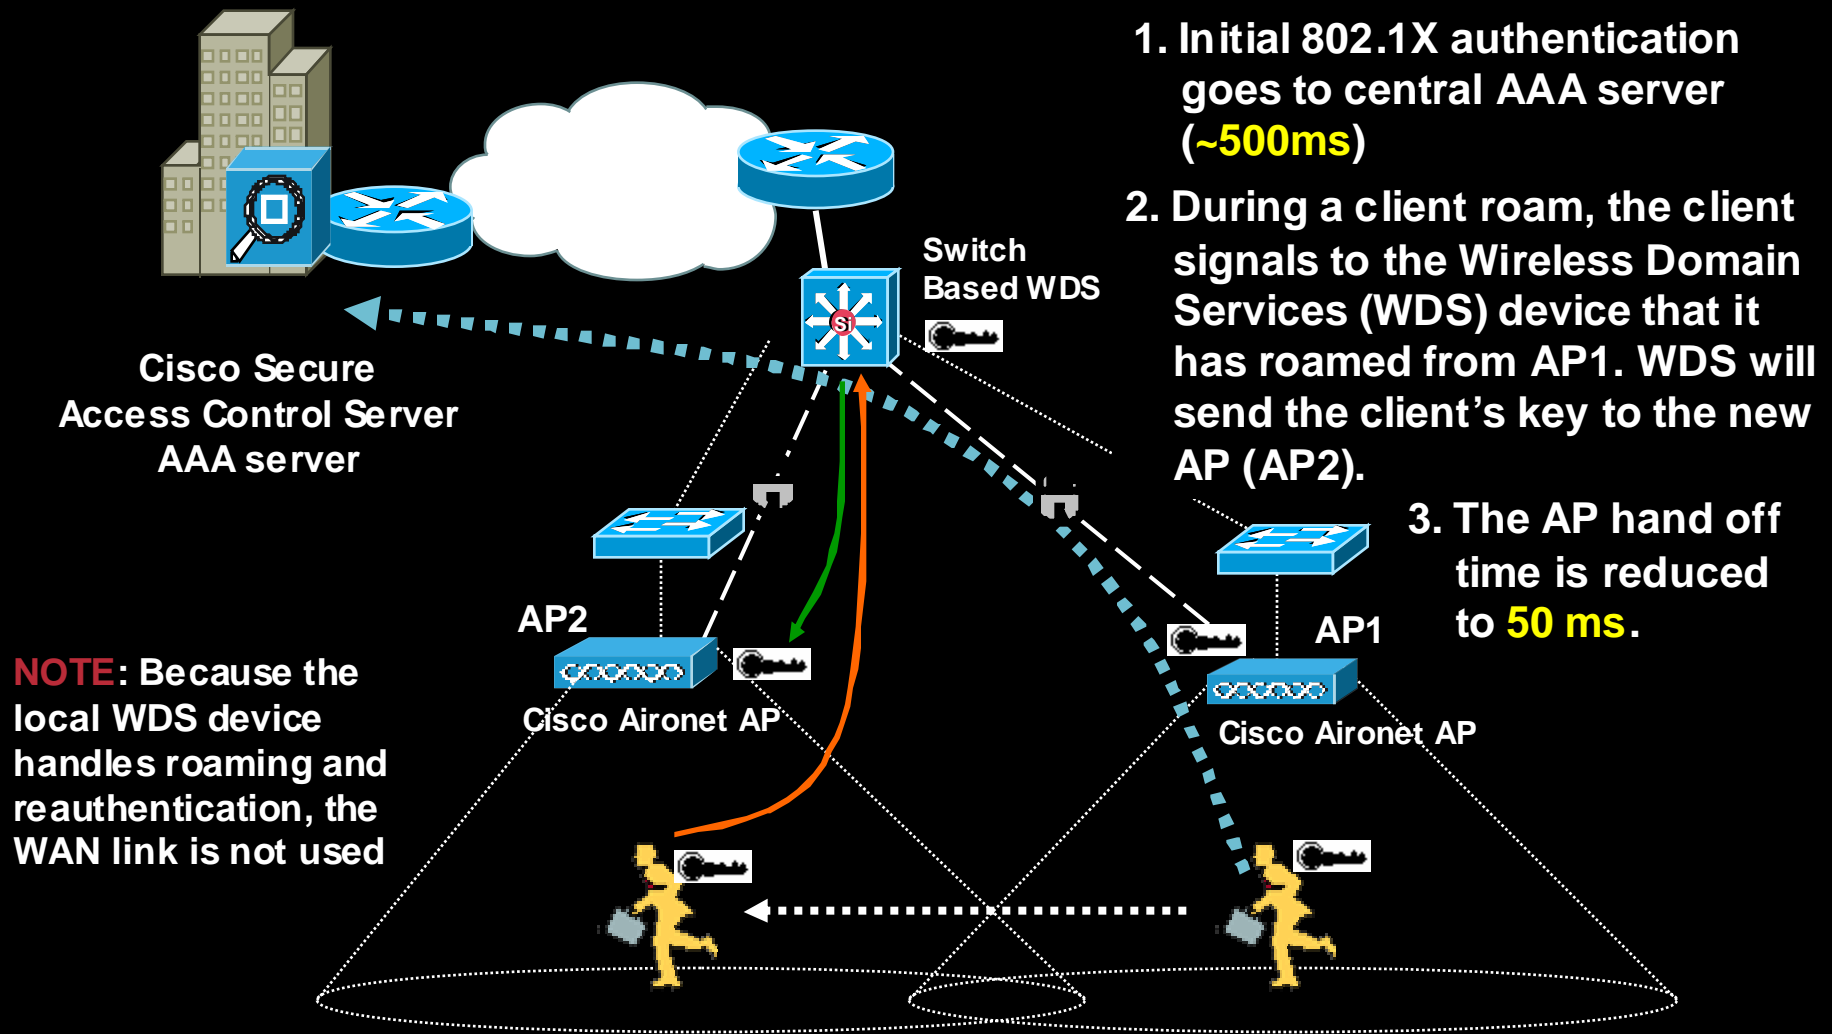 1. Initial 802.1X authentication
goes to central AAA server
(~500ms)
2. During a client roam, the client
signals to the Wireless Domain
Services (WDS) device that it
has roamed from AP1. WDS will
send the client’s key to the new
AP (AP2).
3. The AP hand off
time is reduced
to 50 ms.
Switch
Based WDS
Si
Cisco Secure
Access Control Server
AAA server
AP2
Cisco Aironet AP
AP1
Cisco Aironet AP
NOTE: Because the
local WDS device
handles roaming and
reauthentication, the
WAN link is not used